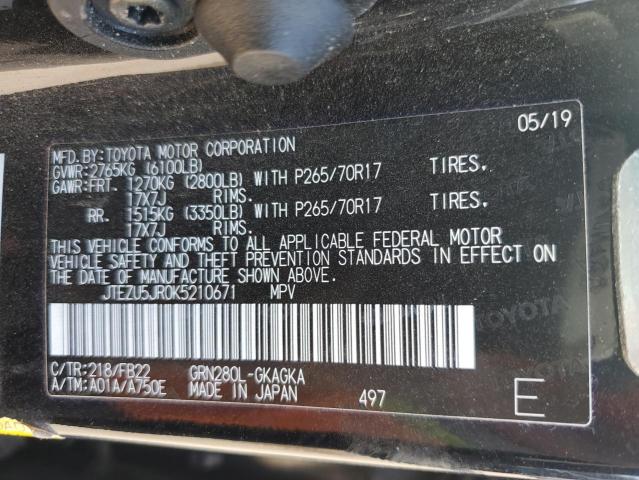 05/19
MFD.BY:TOYOTA MOTOR CORPORATION
GVWR:2765KG (6100LB)
GAWR:FRT. 1270KG (2800LB) WITH P265/70R17 TIRES.
17X7J RIMS.
RR. 1515KG (3350LB) WITH P265/70R17 TIRES.
17X7J RIMS.
THIS VEHICLE CONFORMS TO ALL APPLICABLE FEDERAL MOTOR
VEHICLE SAFETY AND THEFT PREVENTION STANDARDS IN EFFECT ON
THE DATE OF MANUFACTURE SHOWN ABOVE.
JTEZU5JR0K5210671 MPV
TOYOTA
C/TR:218/FB22 GRN280L-GKAGKA
A/TM:A01A/A750E MADE IN JAPAN 497
E